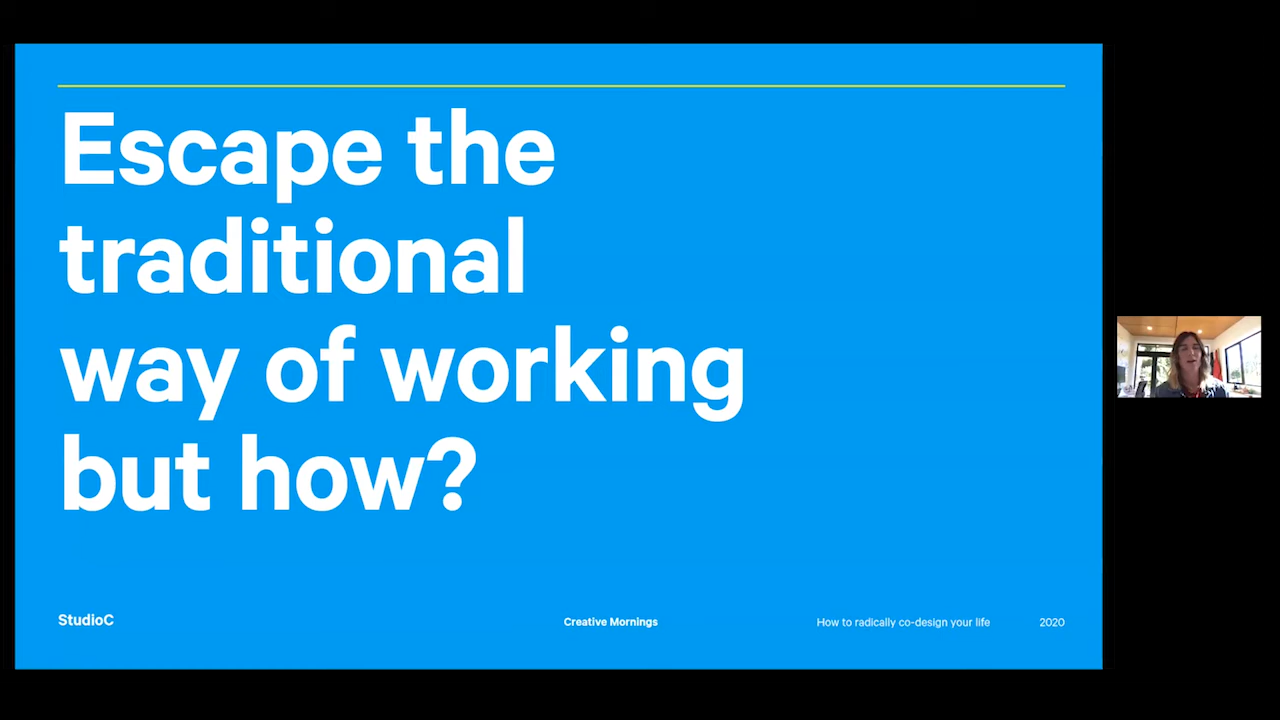 Escape the
traditional
way of working
but how?
StudioC
Creative Mornings
How to radically co-design your life
2020